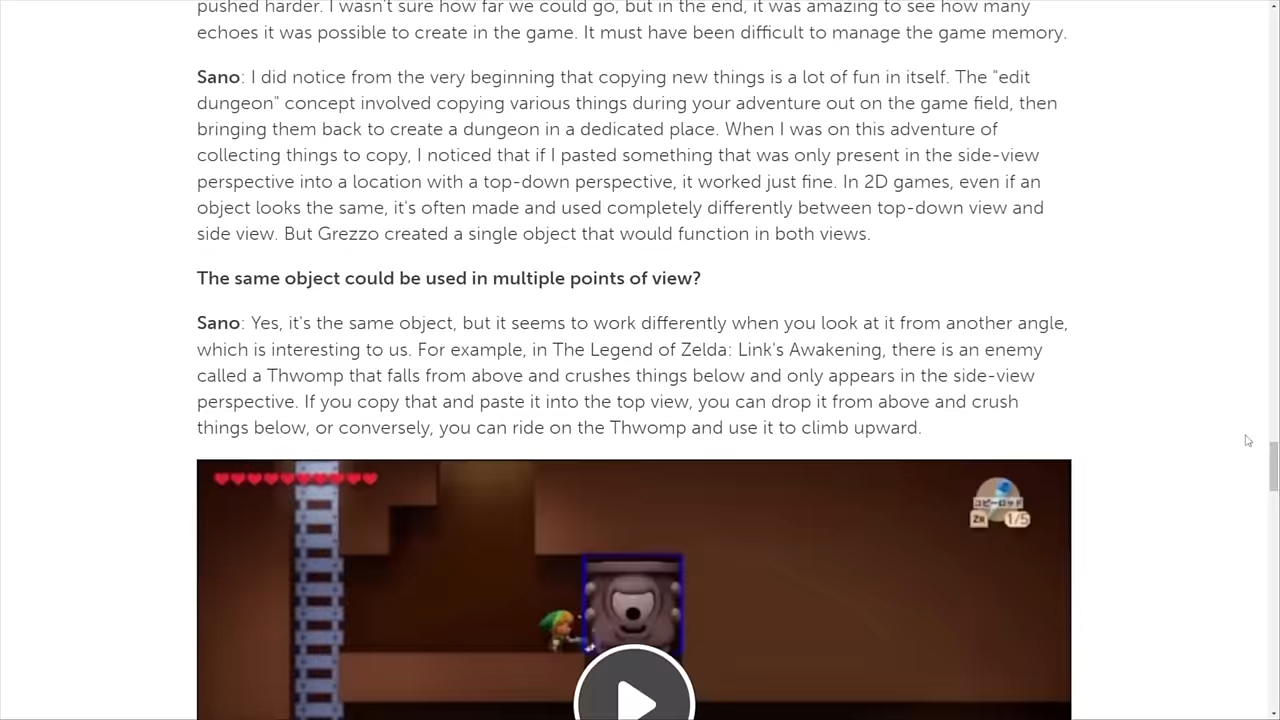 pushed harder. I wasn't sure how far we could go, but in the end, it was amazing to see how many
echoes it was possible to create in the game. It must have been difficult to manage the game memory.
Sano: I did notice from the very beginning that copying new things is a lot of fun in itself. The "edit
dungeon" concept involved copying various things during your adventure out on the game field, then
bringing them back to create a dungeon in a dedicated place. When I was on this adventure of
collecting things to copy, I noticed that if I pasted something that was only present in the side-view
perspective into a location with a top-down perspective, it worked just fine. In 2D games, even if an
object looks the same, it's often made and used completely differently between top-down view and
side view. But Grezzo created a single object that would function in both views.
The same object could be used in multiple points of view?
Sano: Yes, it's the same object, but it seems to work differently when you look at it from another angle,
which is interesting to us. For example, in The Legend of Zelda: Link's Awakening, there is an enemy
called a Thwomp that falls from above and crushes things below and only appears in the side-view
perspective. If you copy that and paste it into the top view, you can drop it from above and crush
things below, or conversely, you can ride on the Thwomp and use it to climb upward.
コピーロッド
ZR 1/5